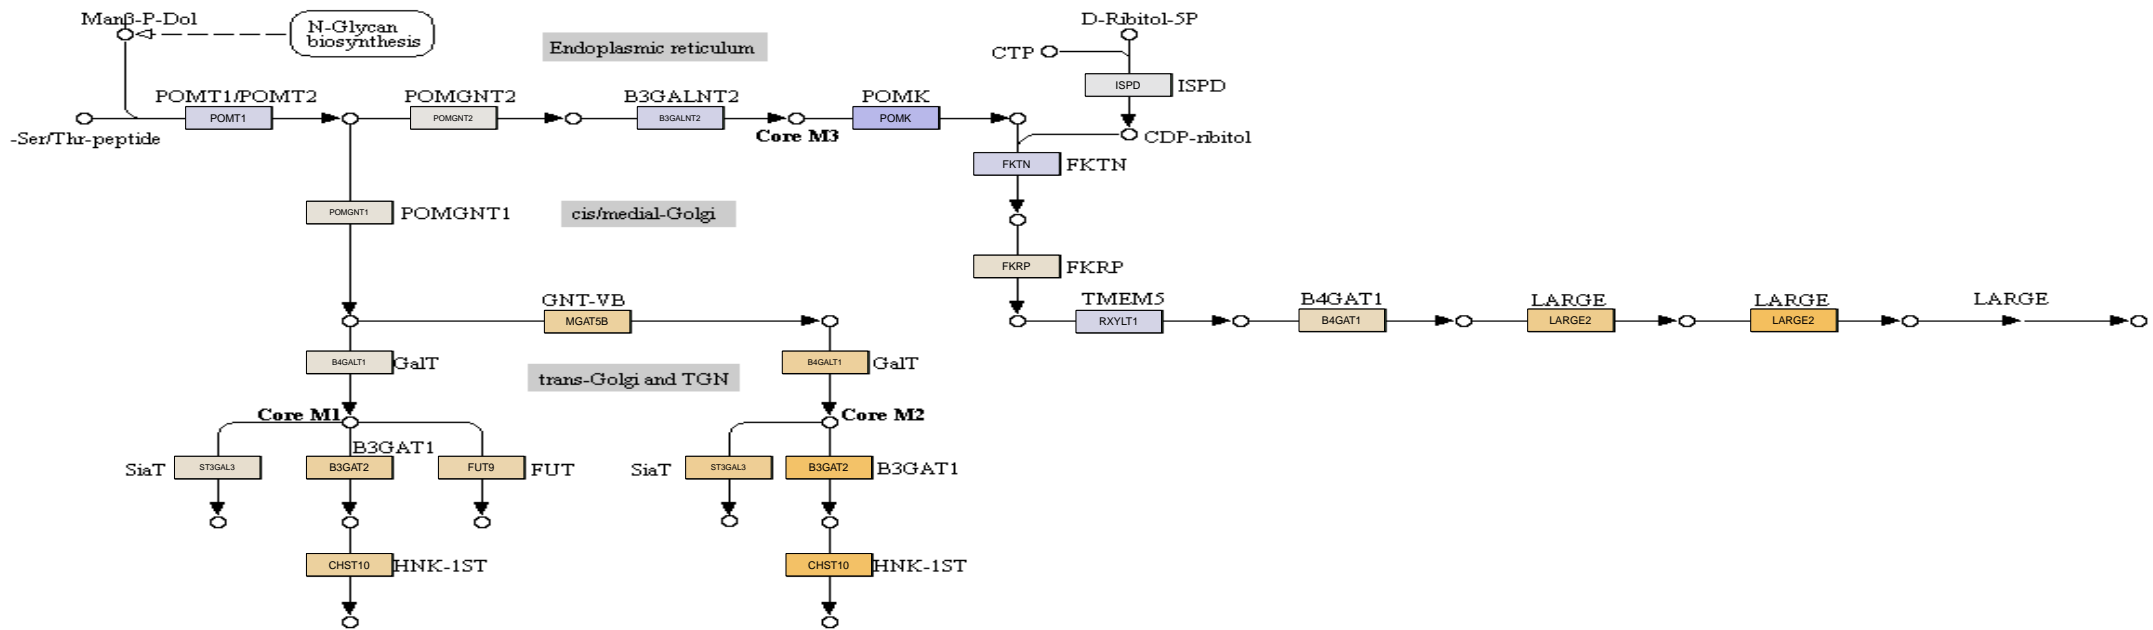 Manβ-P-Dol
N-Glycan
biosynthesis
Endoplasmic reticulum
D-Ribitol-5P
CTP
ISPD
ISPD
POMT1/POMT2
POMGNT2
B3GALNT2
POMK
POMT1
POMGNT2
B3GALNT2
POMK
-Ser/Thr-peptide
Core M3
CDP-ribitol
FKTN
FKTN
POMGNT1
POMGNT1
cis/medial-Golgi
FKRP
FKRP
GNT-VB
TMEM5
B4GAT1
LARGE
LARGE
LARGE
MGAT5B
RXYLT1
B4GAT1
LARGE2
LARGE2
B4GALT1
GalT
trans-Golgi and TGN
B4GALT1
GalT
Core M1
Core M2
B3GAT1
SiaT
ST3GAL3
B3GAT2
FUT9
FUT
SiaT
ST3GAL3
B3GAT2
B3GAT1
CHST10
HNK-1ST
CHST10
HNK-1ST